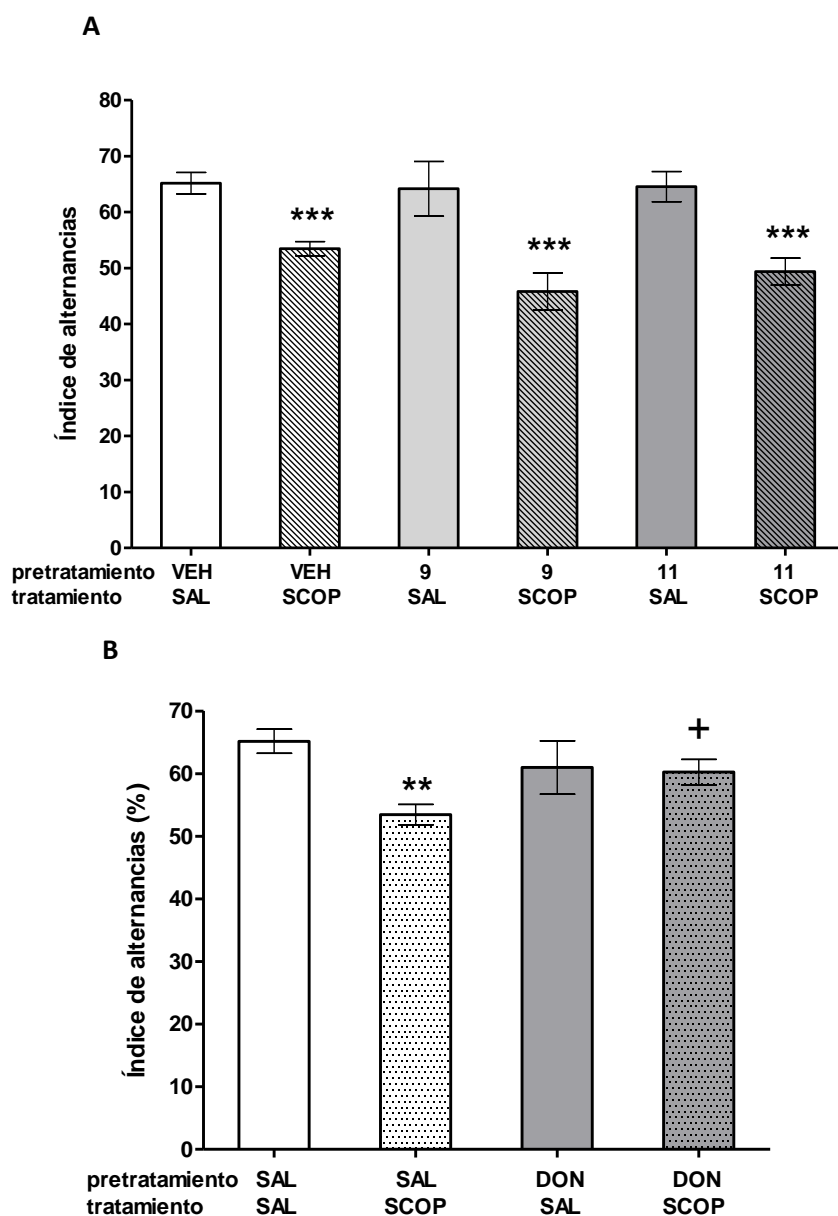 A
Índice de alternancias
80
70
60
50
40
30
20
10
0
***
***
***
pretratamiento VEH VEH 9 9 11 11
tratamiento SAL SCOP SAL SCOP SAL SCOP
B
Índice de alternancias (%)
70
60
50
40
30
20
10
0
**
+
pretratamiento SAL SAL DON DON
tratamiento SAL SCOP SAL SCOP